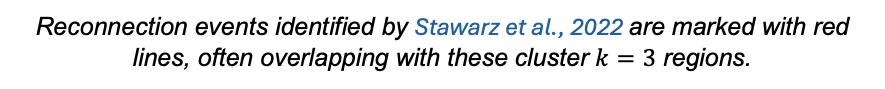 Reconnection events identified by Stawarz et al., 2022 are marked with red
lines, often overlapping with these cluster k = 3 regions.